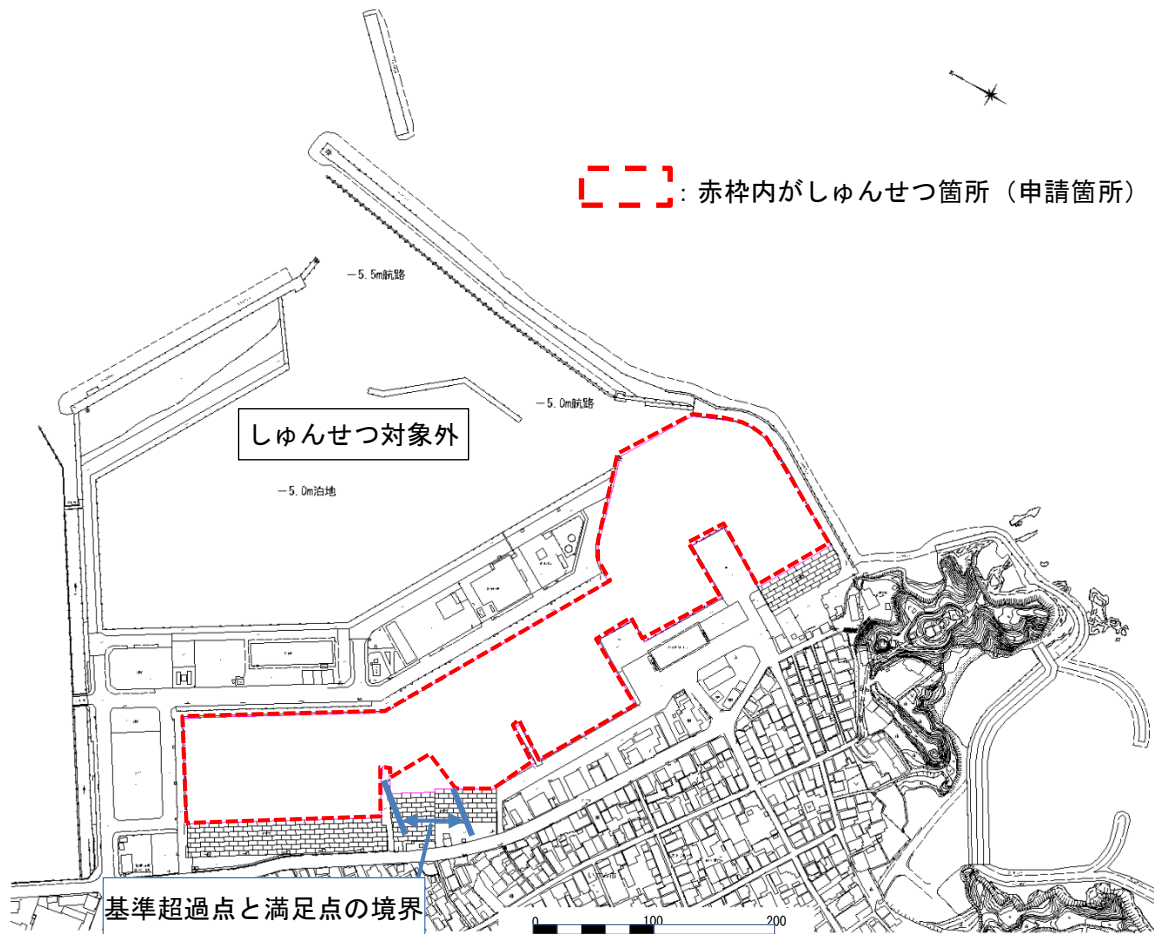 ：赤枠内がしゅんせつ箇所（申請箇所）
－5.5m航路
－5.0m航路
しゅんせつ対象外
－5.0m泊地
基準超過点と満足点の境界
0 100 200